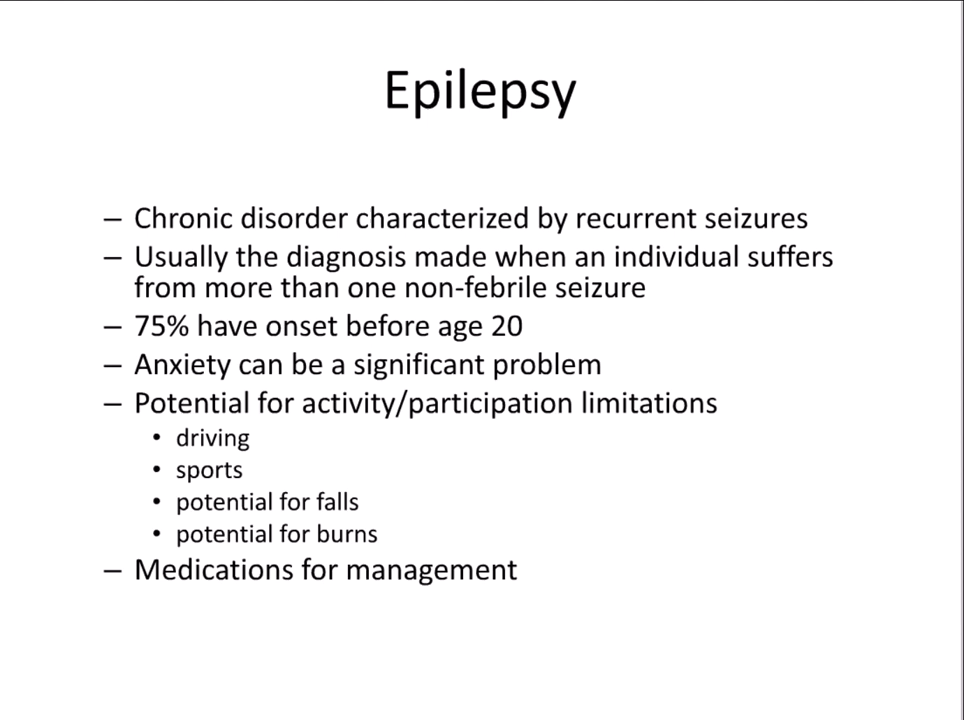 Epilepsy
– Chronic disorder characterized by recurrent seizures
– Usually the diagnosis made when an individual suffers
from more than one non-febrile seizure
– 75% have onset before age 20
– Anxiety can be a significant problem
– Potential for activity/participation limitations
• driving
• sports
• potential for falls
• potential for burns
– Medications for management